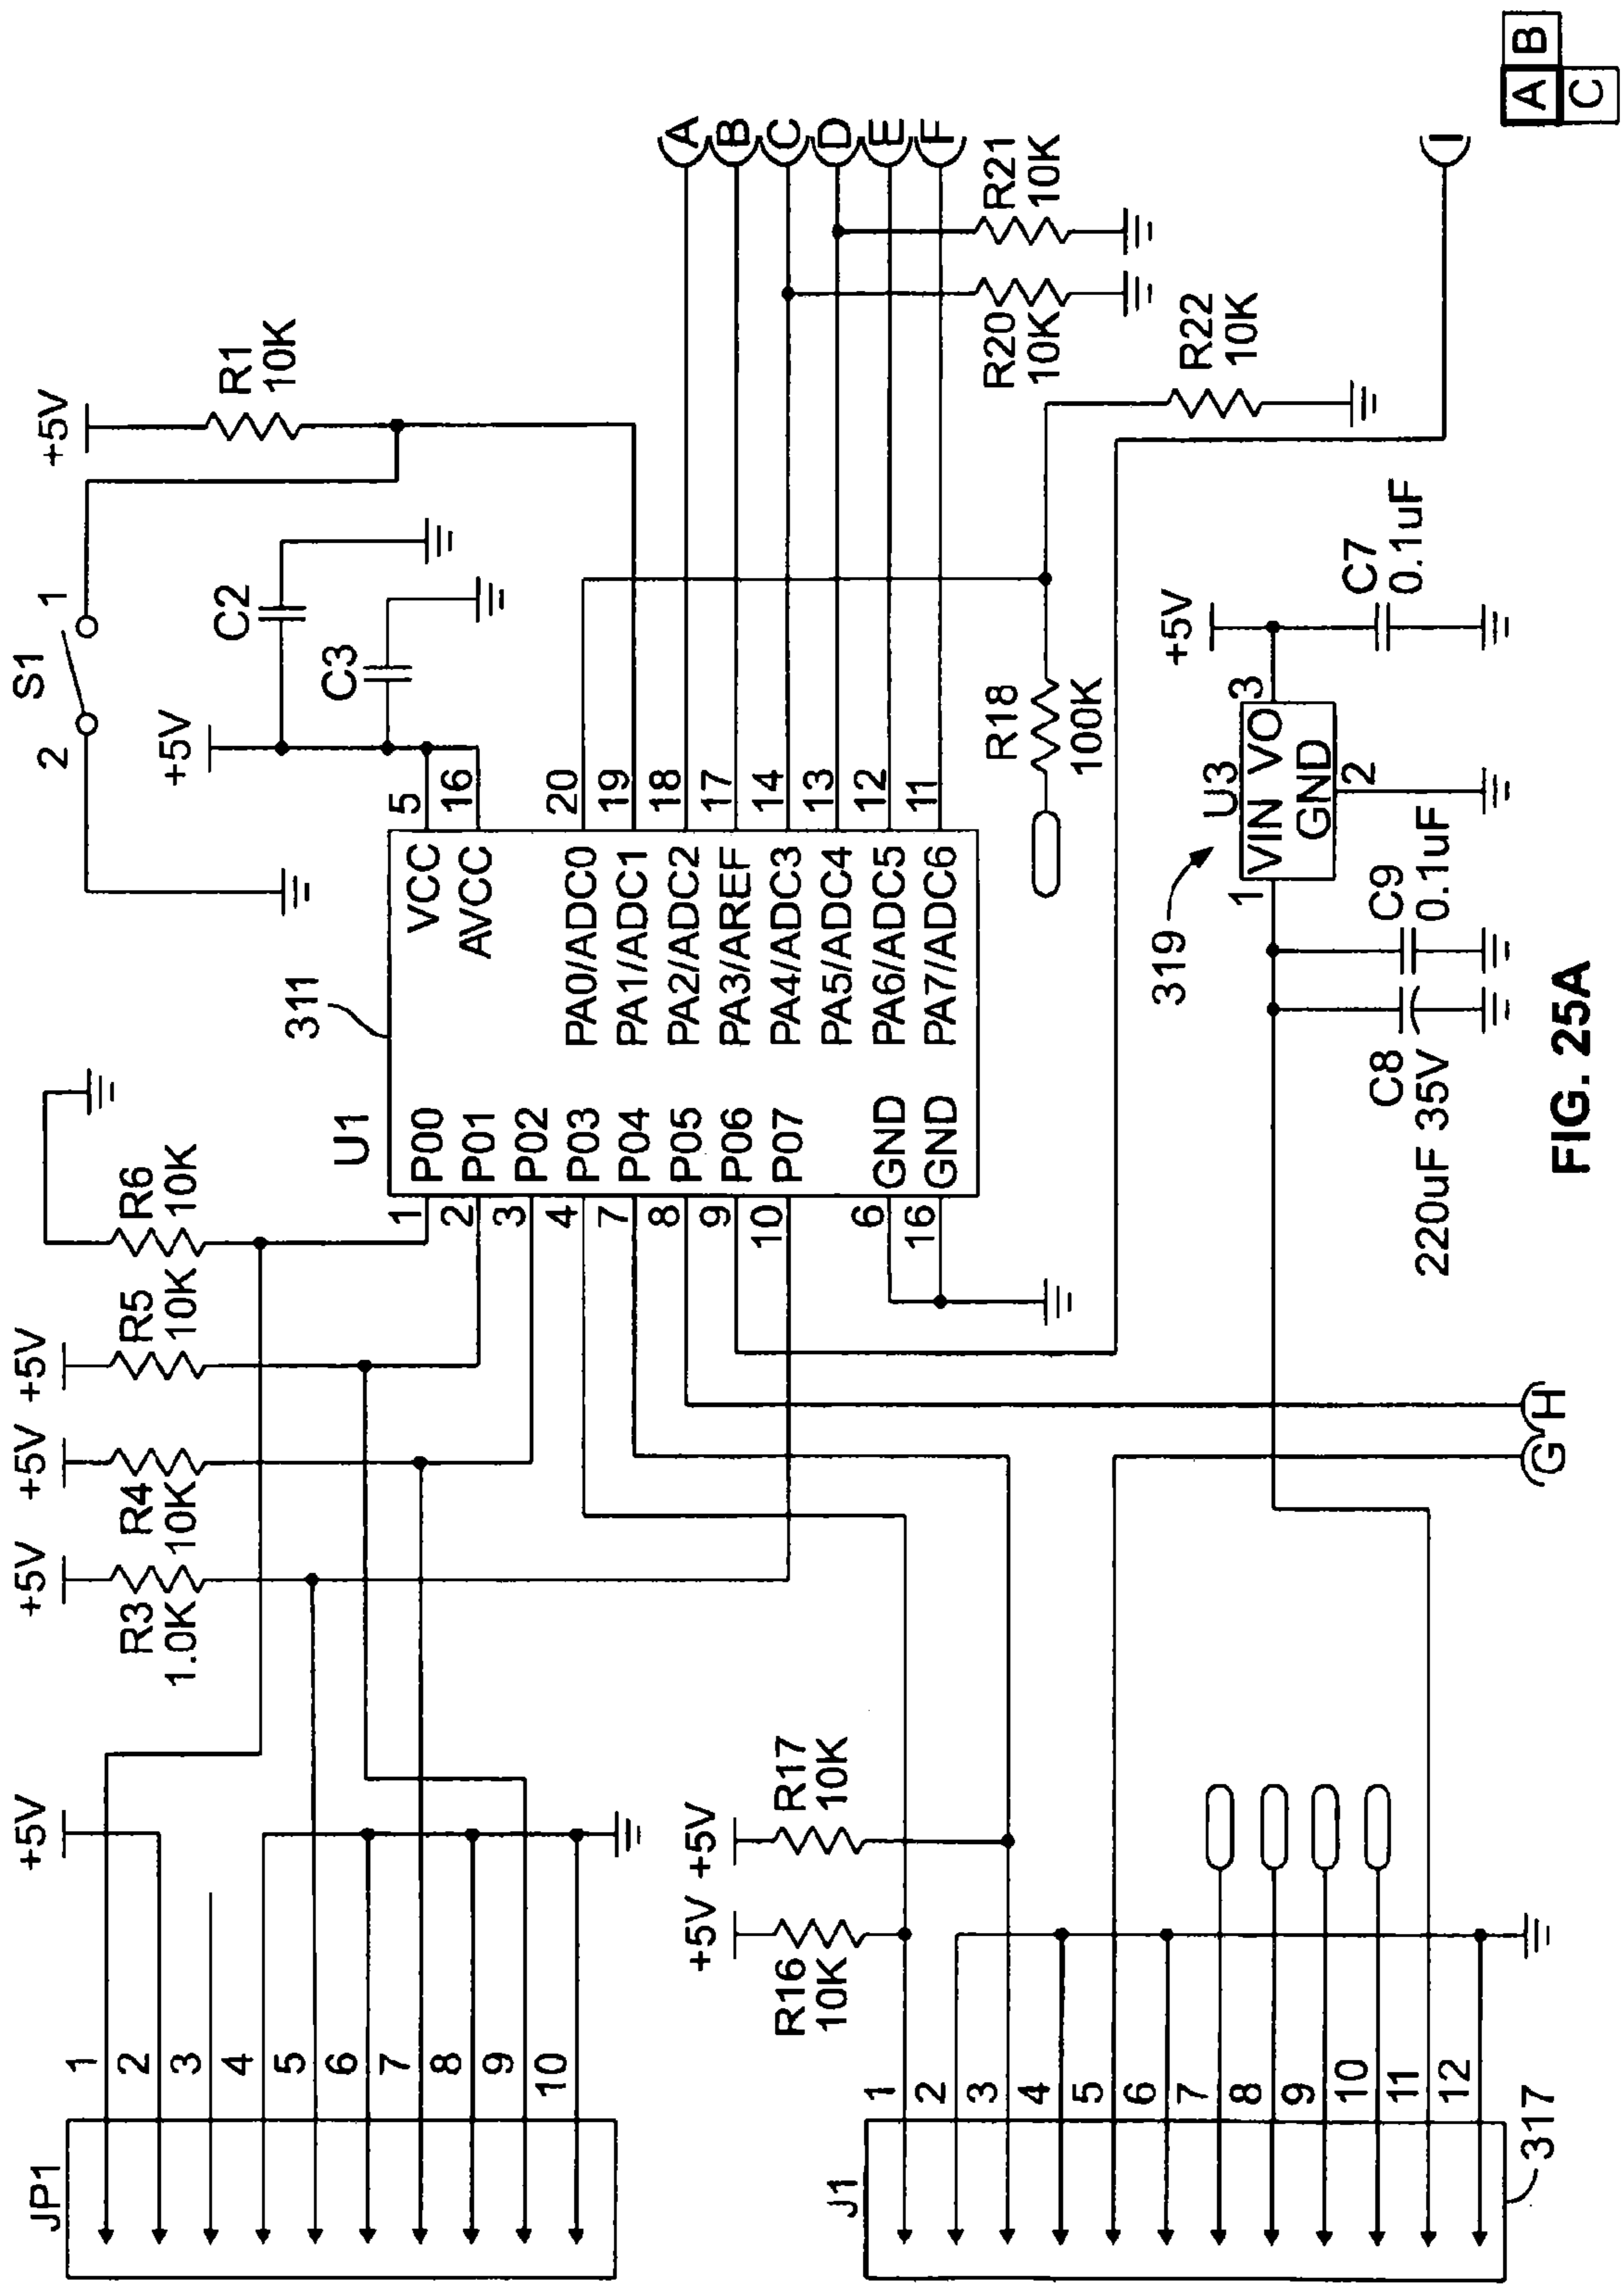 JP1
1
2
3
4
5
6
7
8
9
10
+5V
+5V
+5V
+5V
R3
1.0K
R4
10K
R5
10K
R6
10K
S1
2
1
+5V
C2
C3
+5V
R1
10K
U1
311
1
2
3
4
7
8
9
10
6
16
P00
P01
P02
P03
P04
P05
P06
P07
GND
GND
VCC
AVCC
PA0/ADC0
PA1/ADC1
PA2/ADC2
PA3/AREF
PA4/ADC3
PA5/ADC4
PA6/ADC5
PA7/ADC6
5
16
20
19
18
17
14
13
12
11
A
B
C
D
E
F
R20
10K
R21
10K
R18
100K
R22
10K
I
J1
1
2
3
4
5
6
7
8
9
10
11
12
317
+5V
+5V
R16
10K
R17
10K
G
H
319
U3
1
VIN VO
GND
3
2
+5V
C8
220uF 35V
C9
0.1uF
C7
0.1uF
FIG. 25A
A
B
C